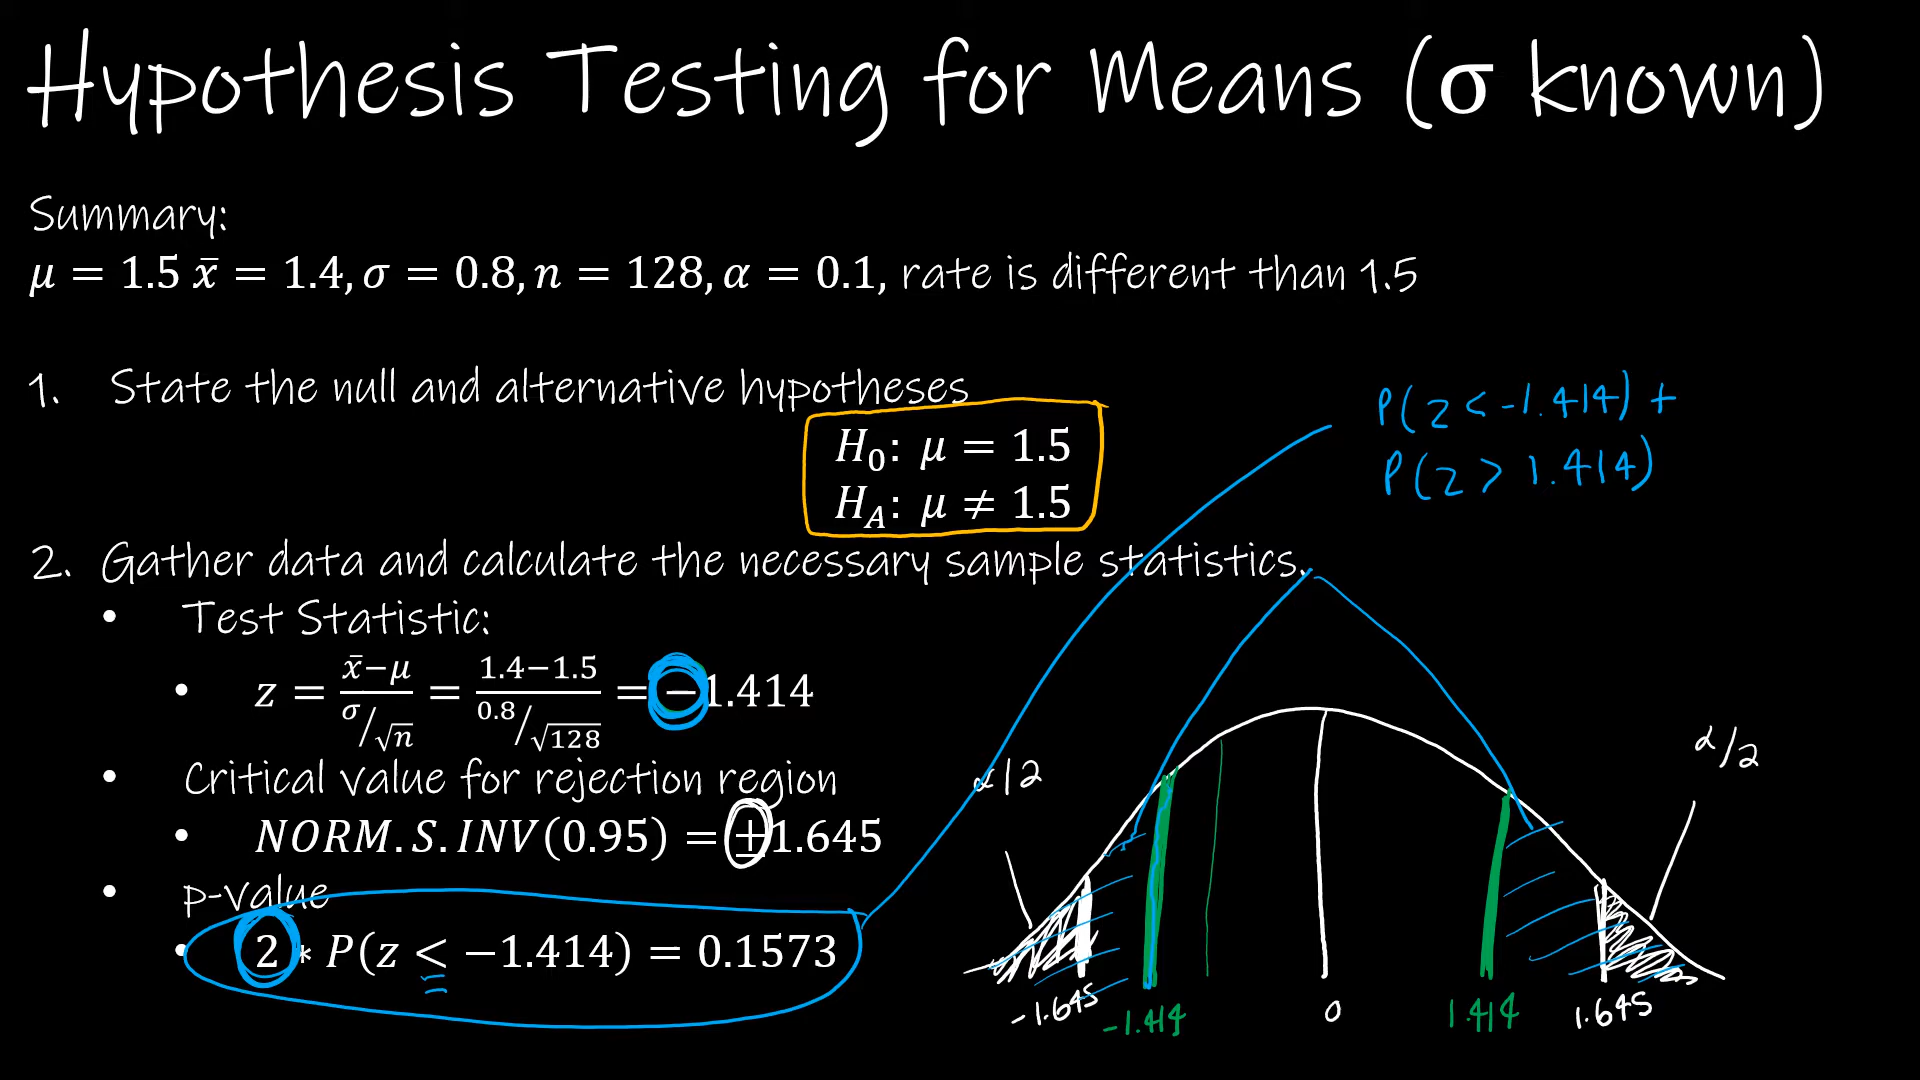 Hypothesis Testing for Means (σ known)
Summary:
μ = 1.5 x̄ = 1.4, σ = 0.8, n = 128, α = 0.1, rate is different than 1.5
1. State the null and alternative hypotheses
H₀: μ = 1.5
H_A: μ ≠ 1.5
P(z < -1.414) +
P(z > 1.414)
2. Gather data and calculate the necessary sample statistics.
• Test Statistic:
• z = (x̄−μ)/(σ/√n) = (1.4−1.5)/(0.8/√128) = −1.414
• Critical value for rejection region
• NORM.S.INV(0.95) = ±1.645
• p-value
• 2 * P(z < −1.414) = 0.1573
α/2
α/2
-1.645
-1.414
0
1.414
1.645